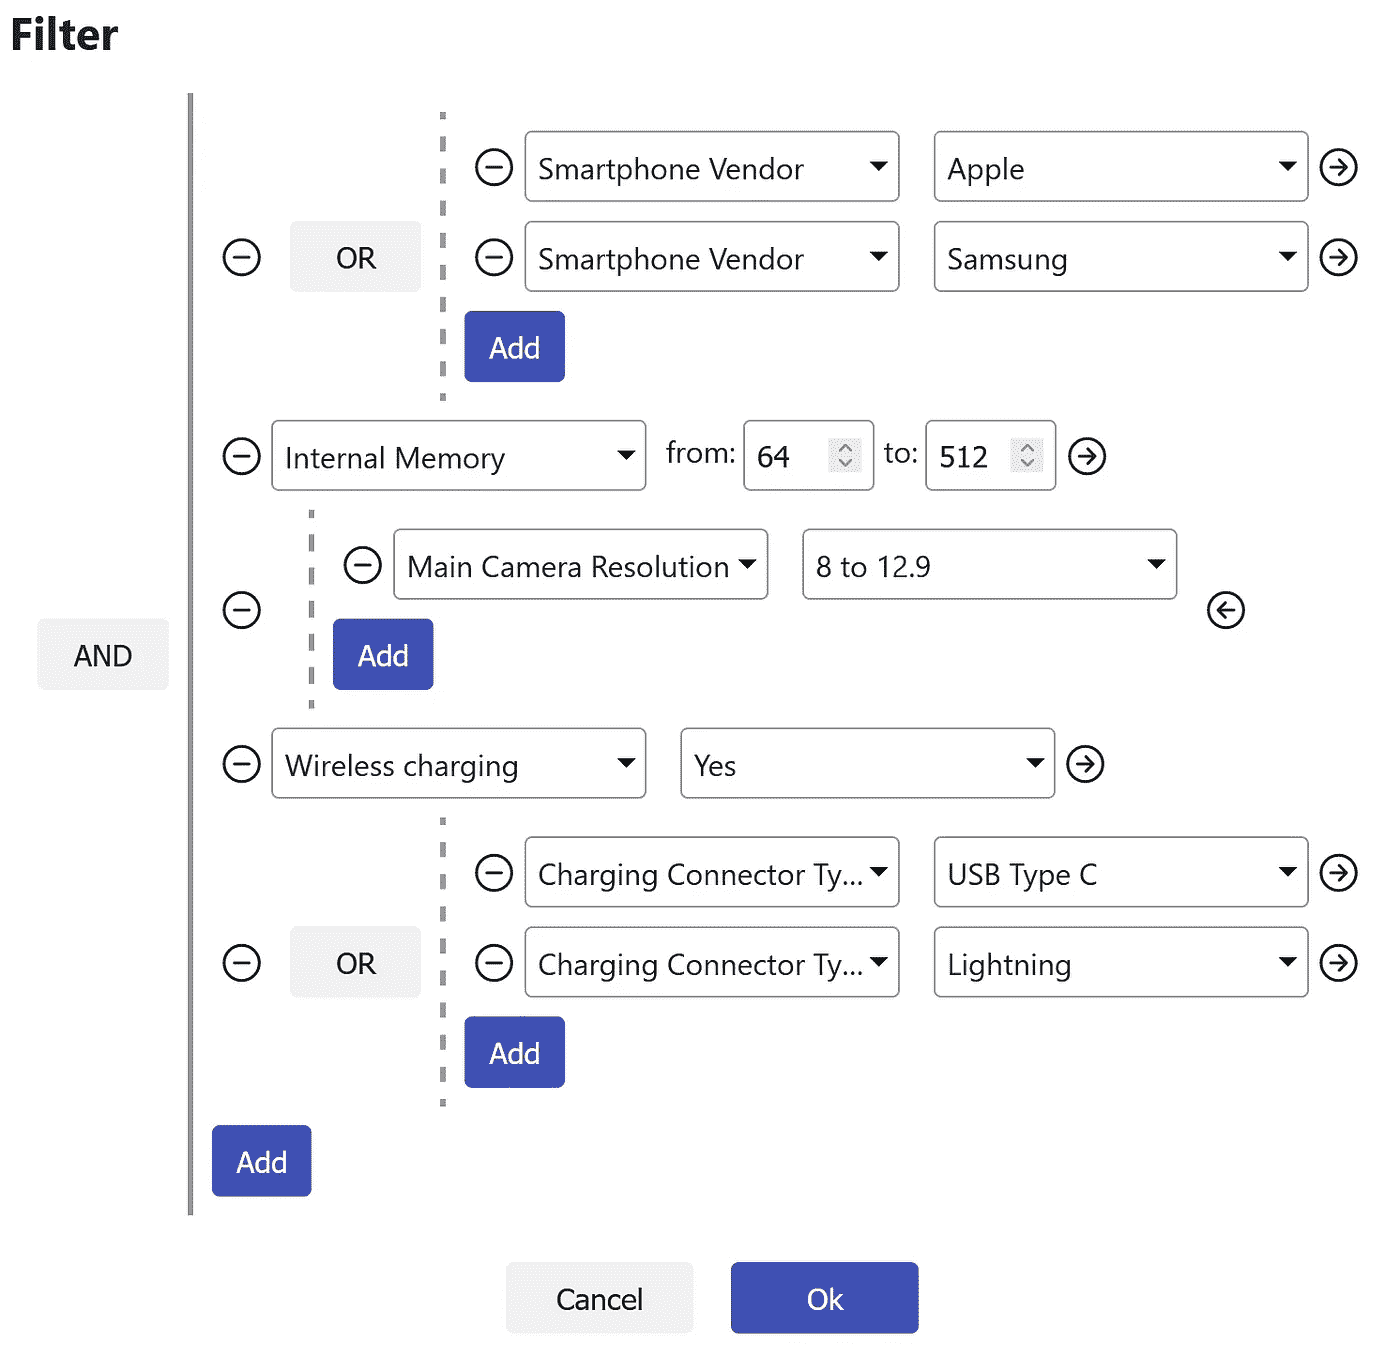 Filter
Smartphone Vendor Apple
OR Smartphone Vendor Samsung
Add
Internal Memory from: 64 to: 512
Main Camera Resolution 8 to 12.9
Add
AND
Wireless charging Yes
Charging Connector Ty... USB Type C
OR Charging Connector Ty... Lightning
Add
Add
Cancel Ok